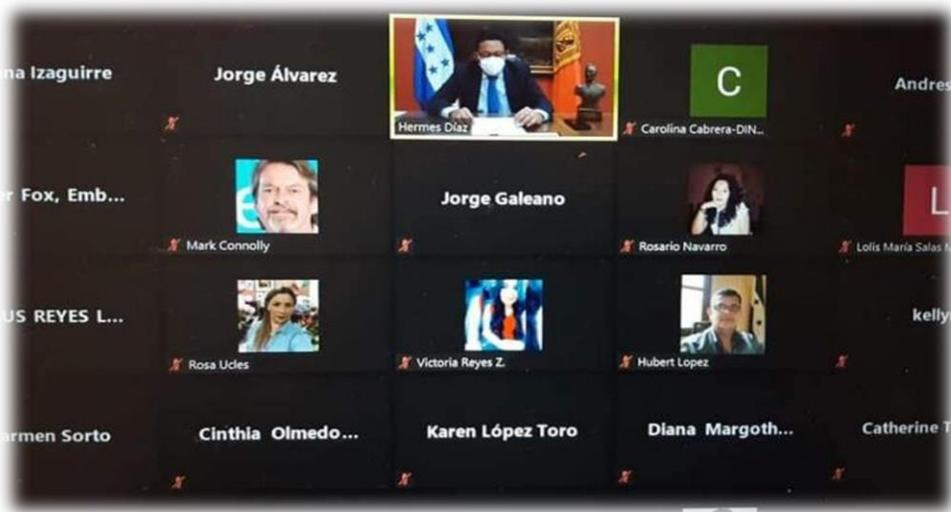 na Izaguirre
Jorge Álvarez
Hermes Díaz
C
Carolina Cabrera-DIN...
Andres
r Fox, Emb...
Mark Connolly
Jorge Galeano
Rosario Navarro
L
Lolis María Salas M
US REYES L...
Rosa Ucles
Victoria Reyes Z.
Hubert Lopez
kelly
armen Sorto
Cinthia Olmedo...
Karen López Toro
Diana Margoth...
Catherine T